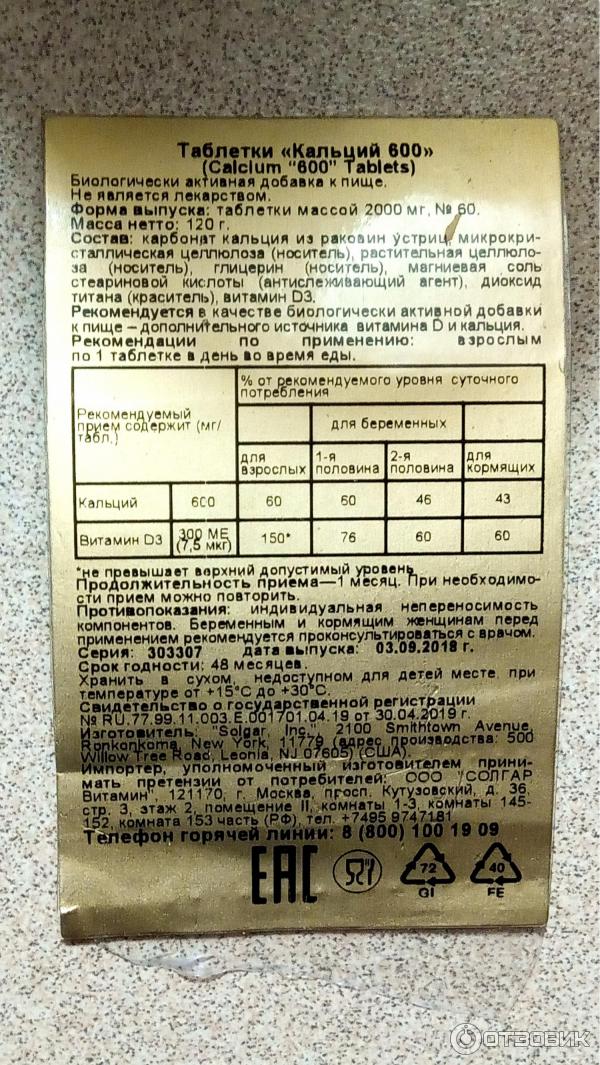 Таблетки «Кальций 600»
(Calcium "600" Tablets)
Биологически активная добавка к пище.
Не является лекарством.
Форма выпуска: таблетки массой 2000 мг, № 60.
Масса нетто: 120 г.
Состав: карбонат кальция из раковин устриц, микрокри-
сталлическая целлюлоза (носитель), растительная целлюло-
за (носитель), глицерин (носитель), магниевая соль
стеариновой кислоты (антислеживающий агент), диоксид
титана (краситель), витамин D3.
Рекомендуется в качестве биологически активной добавки
к пище – дополнительного источника витамина D и кальция.
Рекомендации по применению: взрослым
по 1 таблетке в день во время еды.
Рекомендуемый
прием содержит (мг/
табл.)
% от рекомендуемого уровня суточного
потребления
для беременных
для
взрослых
1-я
половина
2-я
половина
для
кормящих
Кальций 600 60 60 46 43
Витамин D3 300 МЕ
(7,5 мкг) 150* 76 60 60
*не превышает верхний допустимый уровень
Продолжительность приема—1 месяц. При необходимо-
сти прием можно повторить.
Противопоказания: индивидуальная непереносимость
компонентов. Беременным и кормящим женщинам перед
применением рекомендуется проконсультироваться с врачом.
Серия: 303307 дата выпуска: 03.09.2018 г.
Срок годности: 48 месяцев.
Хранить в сухом, недоступном для детей месте, при
температуре от +15°С до +30°С.
Свидетельство о государственной регистрации
№ RU.77.99.11.003.Е.001701.04.19 от 30.04.2019 г.
Изготовитель: "Solgar, Inc." 2100 Smithtown Avenue,
Ronkonkoma, New York, 11779 (адрес производства: 500
Willow Tree Road, Leonia, NJ 07605) (США).
Импортер, уполномоченный изготовителем прини-
мать претензии от потребителей: ООО "СОЛГАР
Витамин", 121170, г. Москва, просп. Кутузовский, д. 36,
стр. 3, этаж 2, помещение II, комнаты 1-3, комнаты 145-
152, комната 153 часть (РФ), тел. +7495 9747181
Телефон горячей линии: 8 (800) 100 19 09
EAC
72
GI
40
FE
ОТЗОВИК